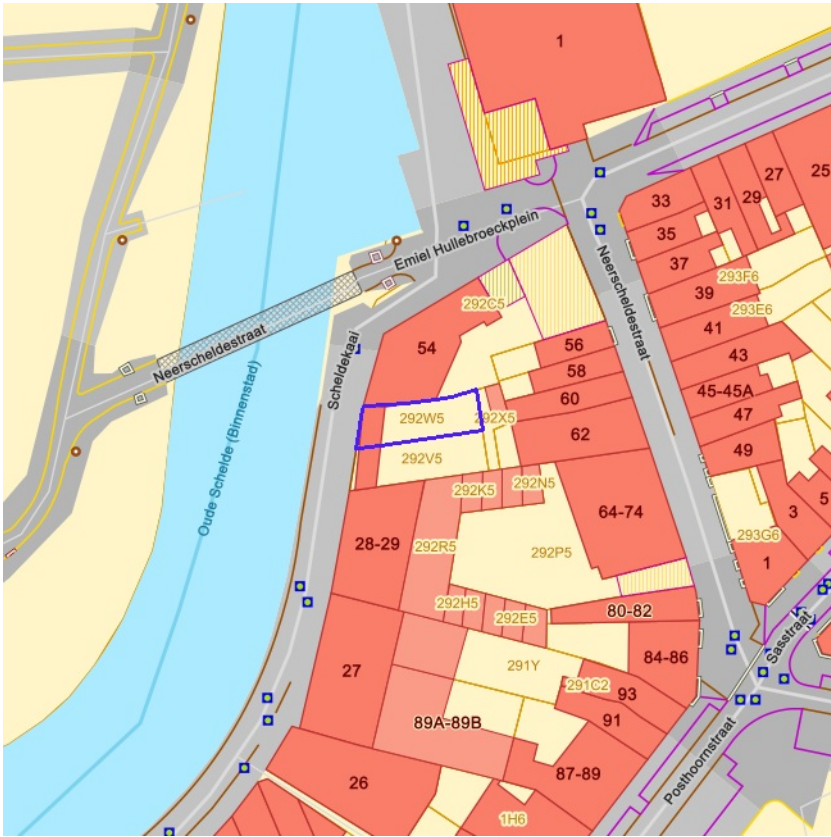 1
Emiel Hullebroeckplein
Neerscheldestraat
33
31
29
27
25
35
37
293F6
39
293E6
41
43
45-45A
47
49
292C5
Neerscheldestraat
Scheldekaai
54
56
58
60
62
292W5
292X5
292V5
Oude Schelde (Binnenstad)
292K5
292N5
64-74
28-29
292R5
292P5
3
5
293G6
1
292H5
292E5
80-82
Sasstraat
27
291Y
84-86
291C2
93
91
89A-89B
87-89
Posthoornstraat
26
1H6